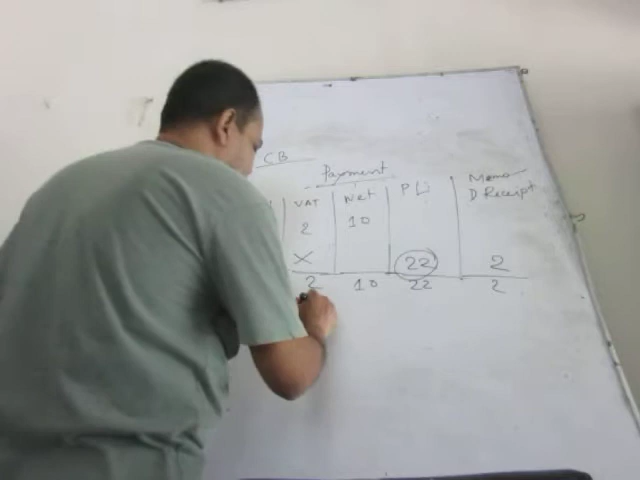 CB
Payment
VAT Net P L Memo
D Receipt
2 10
X 22 2
2 10 22 2